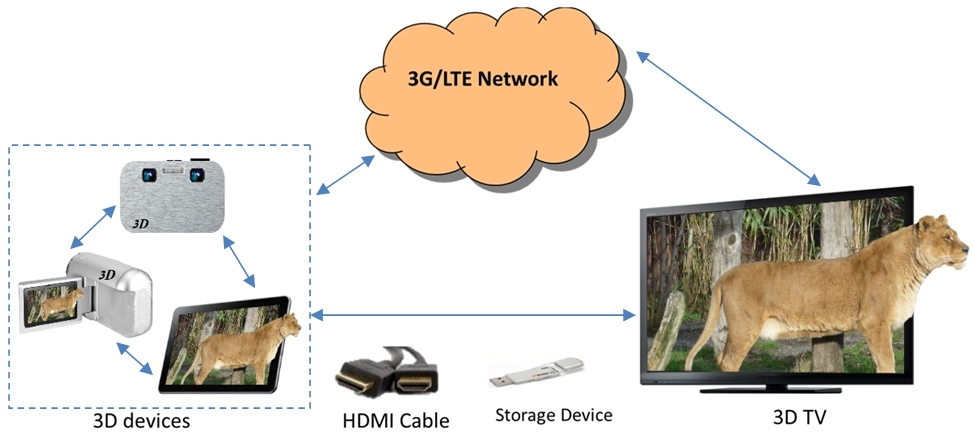 3G/LTE Network
3D
3D
3D devices
HDMI Cable
Storage Device
3D TV